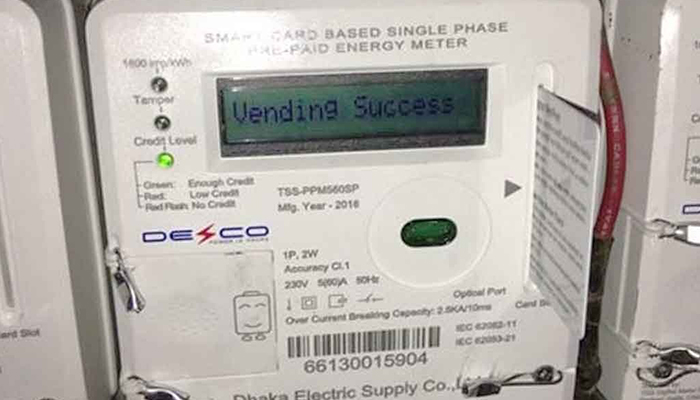 SMART CARD BASED SINGLE PHASE
PRE-PAID ENERGY METER
1600 imp/kWh
Tamper
Credit Level
Vending Success
Green: Enough Credit
Red: Low Credit
Red Flash: No Credit
TSS-PPM560SP
Mfg. Year - 2016
DESCO
1P, 2W
Accuracy Cl.1
230V 5(60)A 50Hz
Optical Port
Card
Over Current Breaking Capacity: 2.5KA/10ms
IEC 62052-11
IEC 62053-21
66130015904
Dhaka Electric Supply Co.,
ard Slot